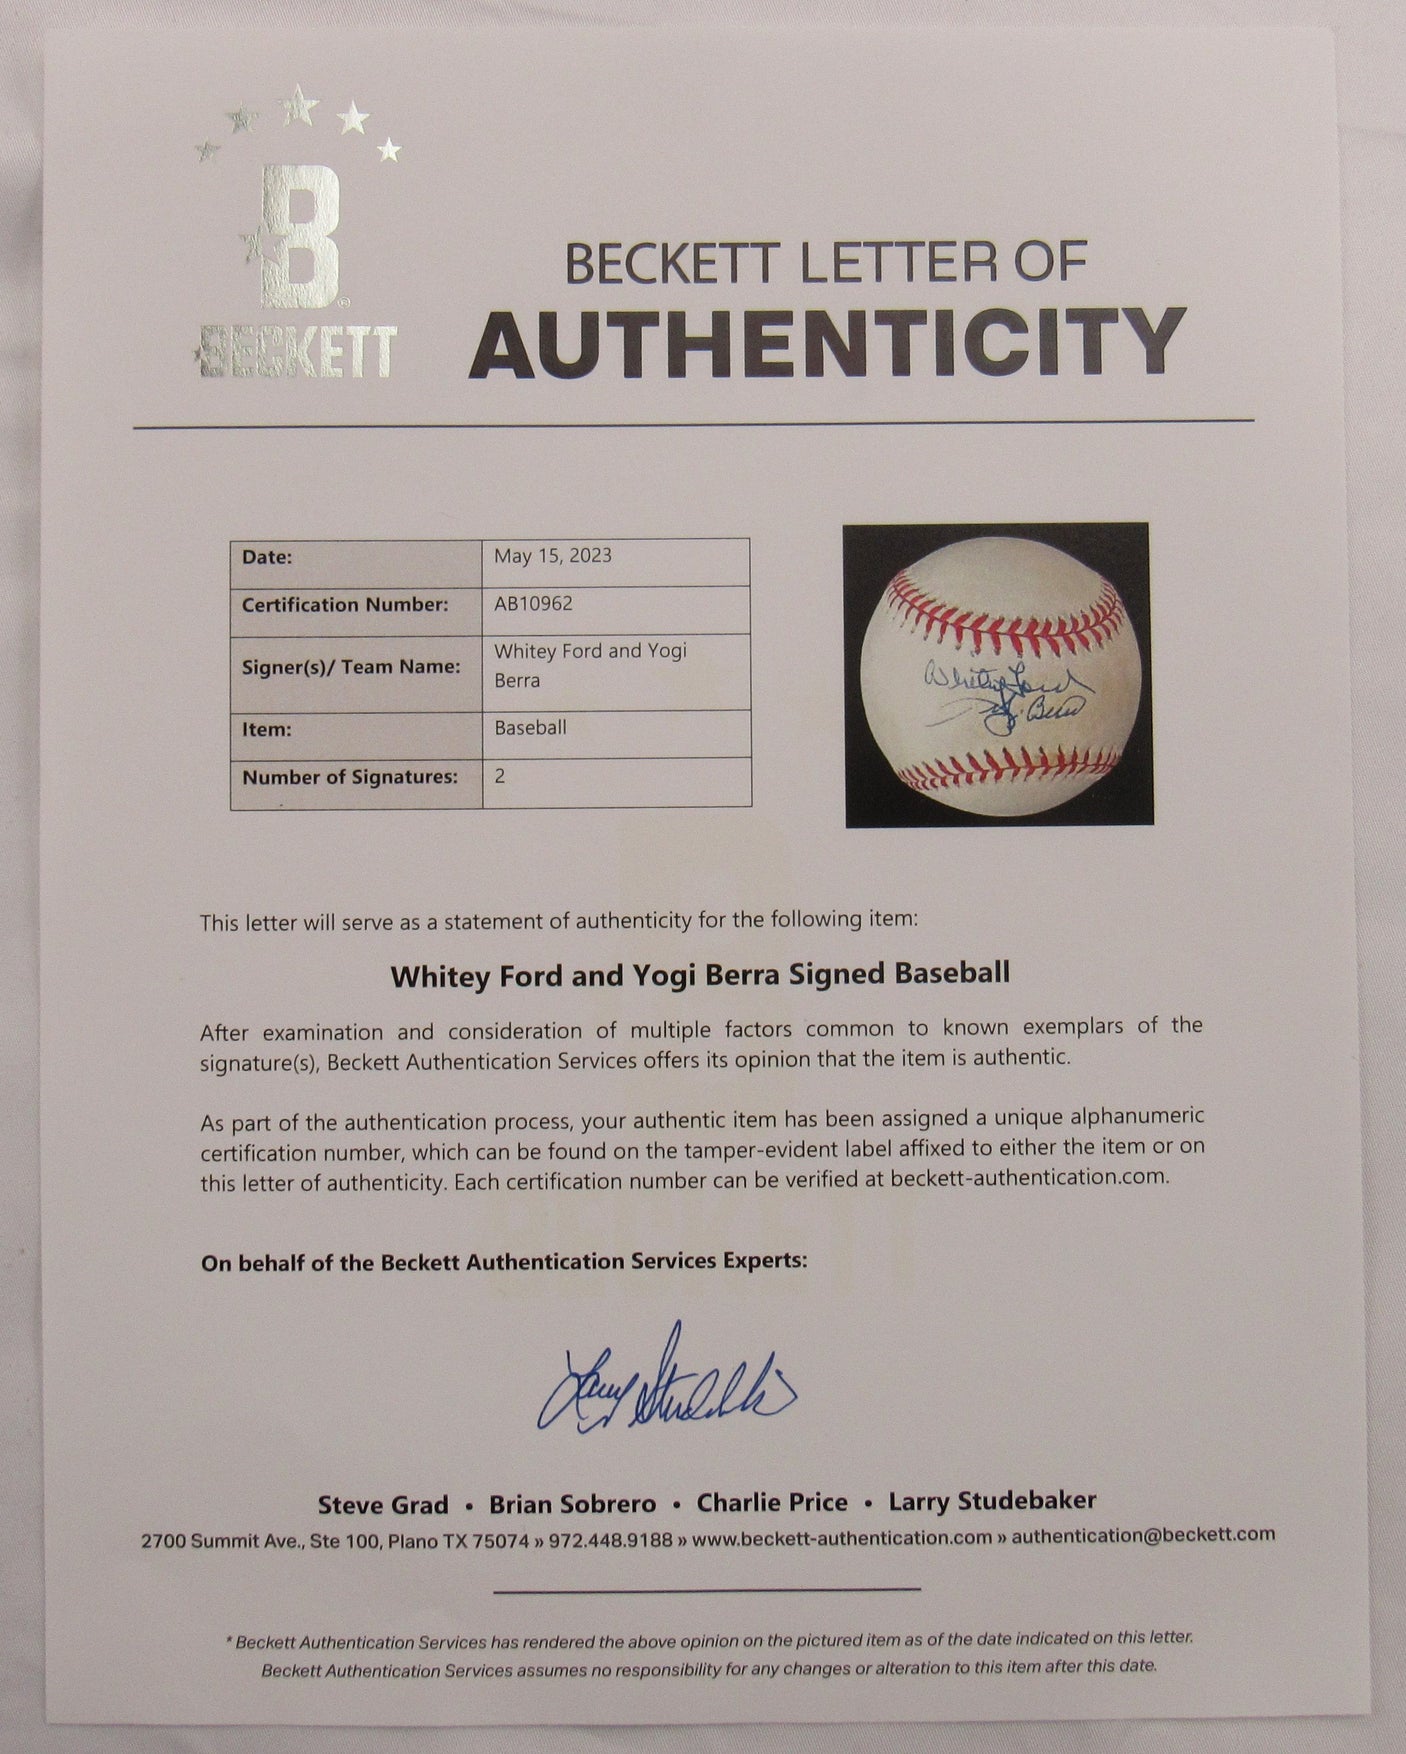 B®
BECKETT
BECKETT LETTER OF
AUTHENTICITY
Date: May 15, 2023
Certification Number: AB10962
Signer(s)/ Team Name: Whitey Ford and Yogi
Berra
Item: Baseball
Number of Signatures: 2
Whitey Ford
Yogi Berra
This letter will serve as a statement of authenticity for the following item:
Whitey Ford and Yogi Berra Signed Baseball
After examination and consideration of multiple factors common to known exemplars of the
signature(s), Beckett Authentication Services offers its opinion that the item is authentic.
As part of the authentication process, your authentic item has been assigned a unique alphanumeric
certification number, which can be found on the tamper-evident label affixed to either the item or on
this letter of authenticity. Each certification number can be verified at beckett-authentication.com.
On behalf of the Beckett Authentication Services Experts:
Larry Studebaker
Steve Grad • Brian Sobrero • Charlie Price • Larry Studebaker
2700 Summit Ave., Ste 100, Plano TX 75074 » 972.448.9188 » www.beckett-authentication.com » authentication@beckett.com
* Beckett Authentication Services has rendered the above opinion on the pictured item as of the date indicated on this letter.
Beckett Authentication Services assumes no responsibility for any changes or alteration to this item after this date.